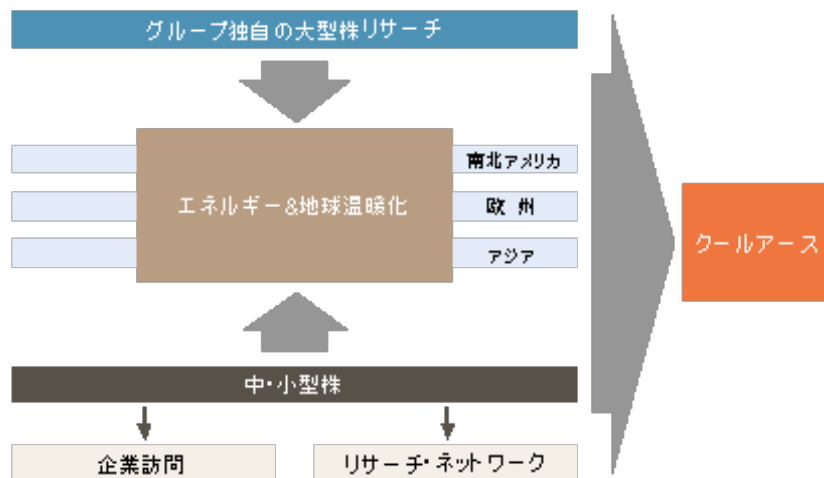 グループ独自の大型株リサーチ
エネルギー&地球温暖化
南北アメリカ
欧 州
アジア
クールアース
中・小型株
企業訪問
リサーチ・ネットワーク